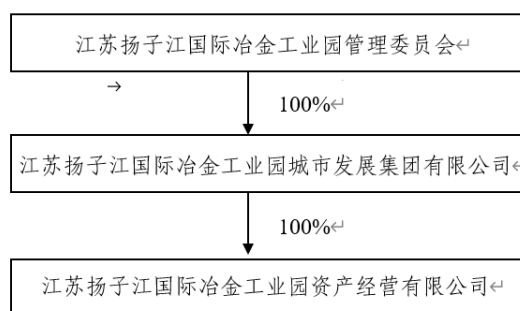 江苏扬子江国际冶金工业园管理委员会↵
→
100%↵
江苏扬子江国际冶金工业园城市发展集团有限公司↵
100%↵
江苏扬子江国际冶金工业园资产经营有限公司↵